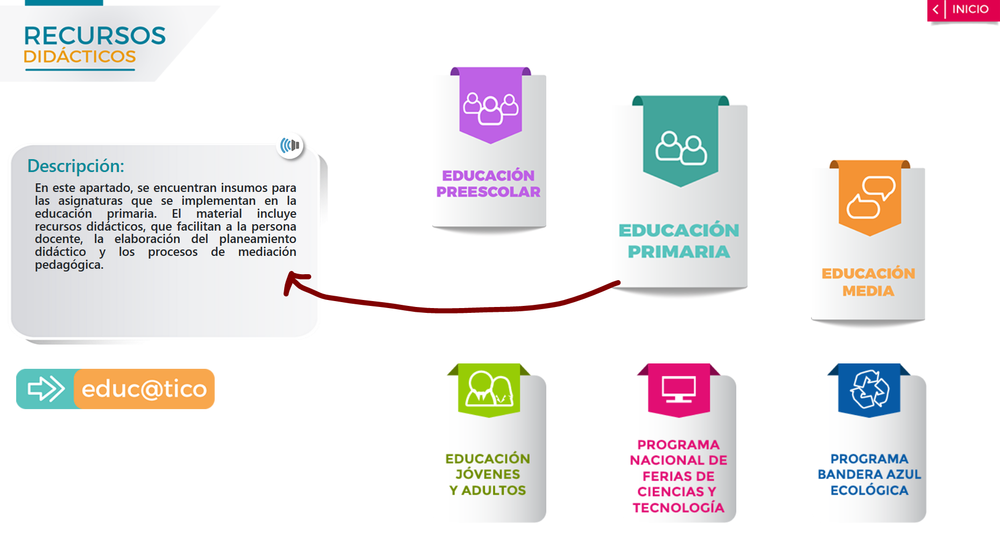 RECURSOS
DIDÁCTICOS
INICIO
Descripción:
En este apartado, se encuentran insumos para
las asignaturas que se implementan en la
educación primaria. El material incluye
recursos didácticos, que facilitan a la persona
docente, la elaboración del planeamiento
didáctico y los procesos de mediación
pedagógica.
educ@tico
EDUCACIÓN
PREESCOLAR
EDUCACIÓN
PRIMARIA
EDUCACIÓN
MEDIA
EDUCACIÓN
JÓVENES
Y ADULTOS
PROGRAMA
NACIONAL DE
FERIAS DE
CIENCIAS Y
TECNOLOGÍA
PROGRAMA
BANDERA AZUL
ECOLÓGICA